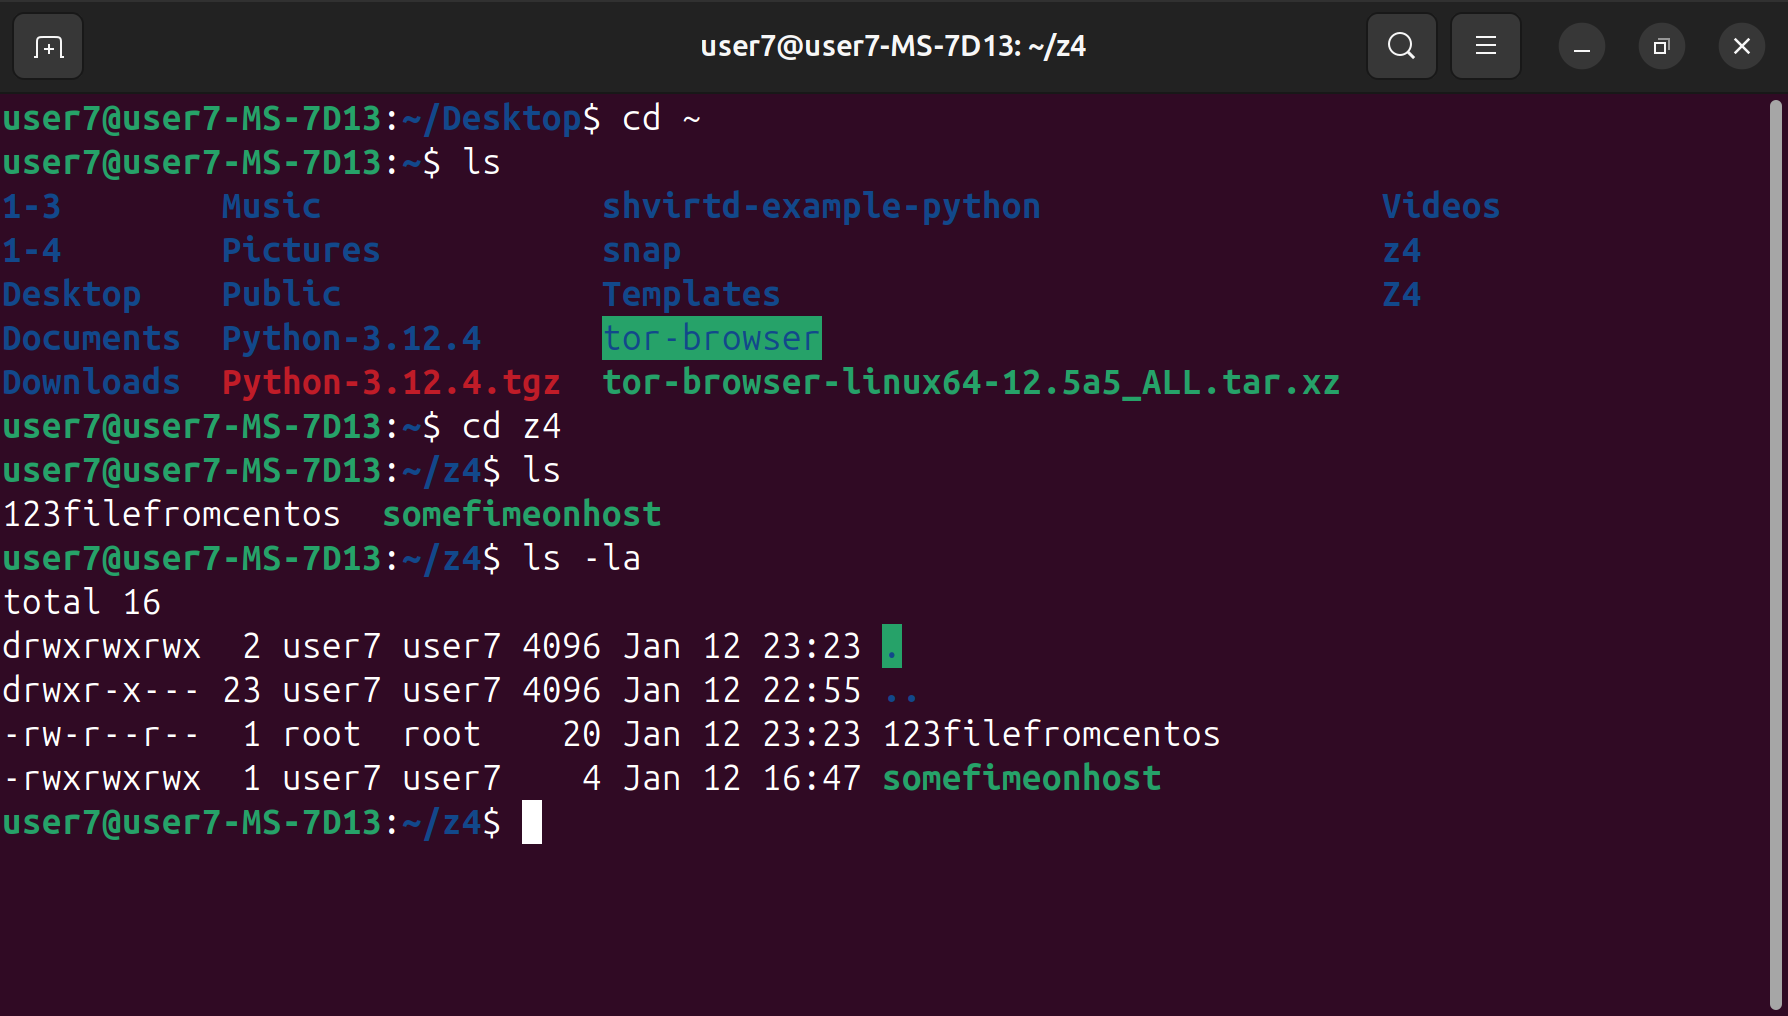 user7@user7-MS-7D13: ~/z4
user7@user7-MS-7D13:~/Desktop$ cd ~
user7@user7-MS-7D13:~$ ls
1-3        Music              shvirtd-example-python                 Videos
1-4        Pictures           snap                                   z4
Desktop    Public             Templates                              Z4
Documents  Python-3.12.4      tor-browser
Downloads  Python-3.12.4.tgz  tor-browser-linux64-12.5a5_ALL.tar.xz
user7@user7-MS-7D13:~$ cd z4
user7@user7-MS-7D13:~/z4$ ls
123filefromcentos  somefimeonhost
user7@user7-MS-7D13:~/z4$ ls -la
total 16
drwxrwxrwx  2 user7 user7 4096 Jan 12 23:23 .
drwxr-x--- 23 user7 user7 4096 Jan 12 22:55 ..
-rw-r--r--  1 root  root    20 Jan 12 23:23 123filefromcentos
-rwxrwxrwx  1 user7 user7    4 Jan 12 16:47 somefimeonhost
user7@user7-MS-7D13:~/z4$